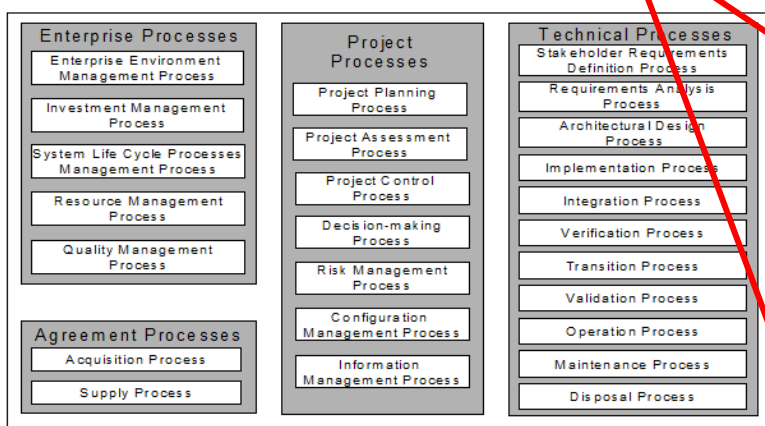 Enterprise Processes
Enterprise Environment
Management Process
Investment Management
Process
System Life Cycle Processes
Management Process
Resource Management
Process
Quality Management
Process
Agreement Processes
Acquisition Process
Supply Process
Project
Processes
Project Planning
Process
Project Assessment
Process
Project Control
Process
Decision-making
Process
Risk Management
Process
Configuration
Management Process
Information
Management Process
Technical Processes
Stakeholder Requirements
Definition Process
Requirements Analysis
Process
Architectural Design
Process
Implementation Process
Integration Process
Verification Process
Transition Process
Validation Process
Operation Process
Maintenance Process
Disposal Process